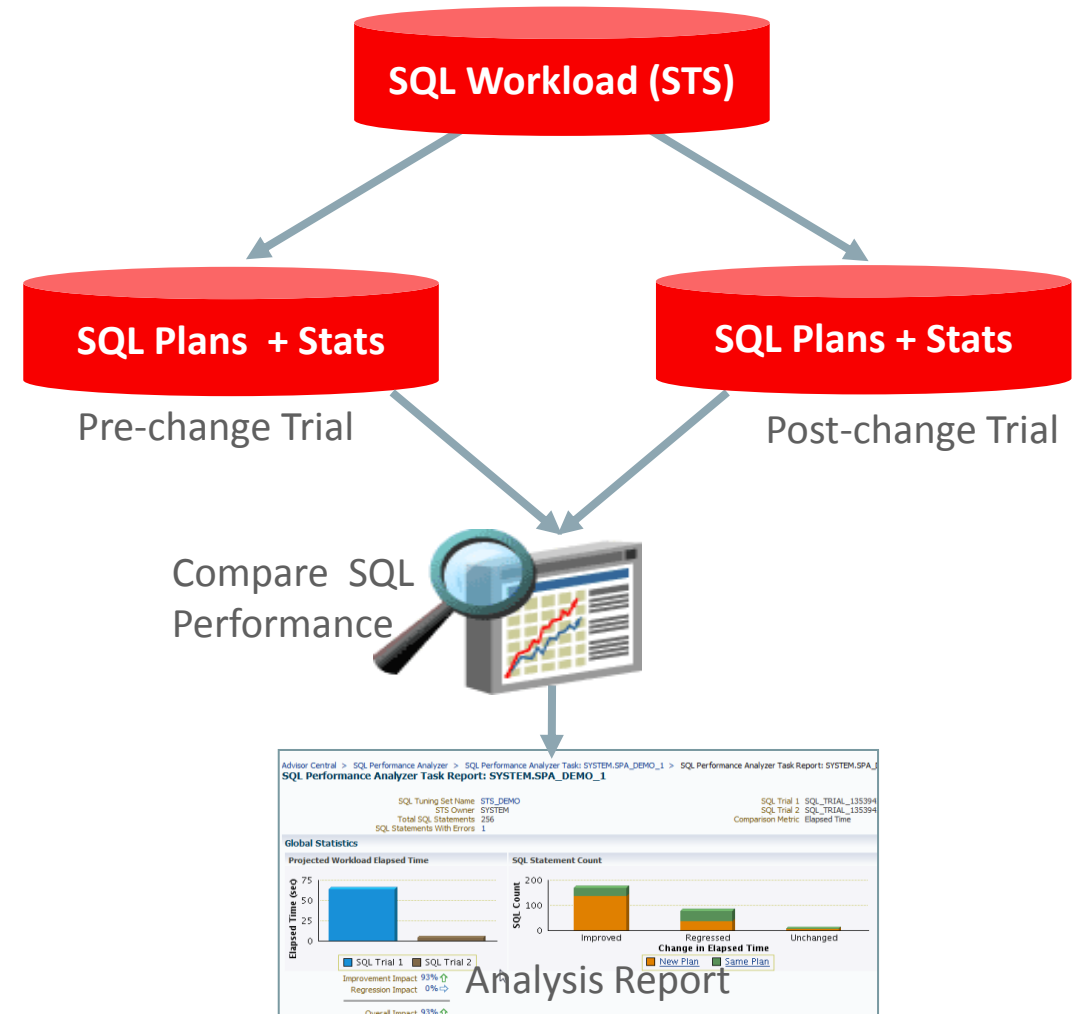 SQL Workload (STS)
SQL Plans + Stats
SQL Plans + Stats
Pre-change Trial
Post-change Trial
Compare SQL
Performance
Advisor Central > SQL Performance Analyzer > SQL Performance Analyzer Task: SYSTEM.SPA_DEMO_1 > SQL Performance Analyzer Task Report: SYSTEM.SPA_
SQL Performance Analyzer Task Report: SYSTEM.SPA_DEMO_1
SQL Tuning Set Name STS_DEMO
STS Owner SYSTEM
Total SQL Statements 256
SQL Statements With Errors 1
SQL Trial 1 SQL_TRIAL_135394
SQL Trial 2 SQL_TRIAL_135394
Comparison Metric Elapsed Time
Global Statistics
Projected Workload Elapsed Time
Elapsed Time (sec)
75
50
25
0
SQL Trial 1 SQL Trial 2
Improvement Impact 93%
Regression Impact 0%
Overall Impact 93%
SQL Statement Count
SQL Count
200
100
0
Improved Regressed Unchanged
Change in Elapsed Time
New Plan Same Plan
Analysis Report